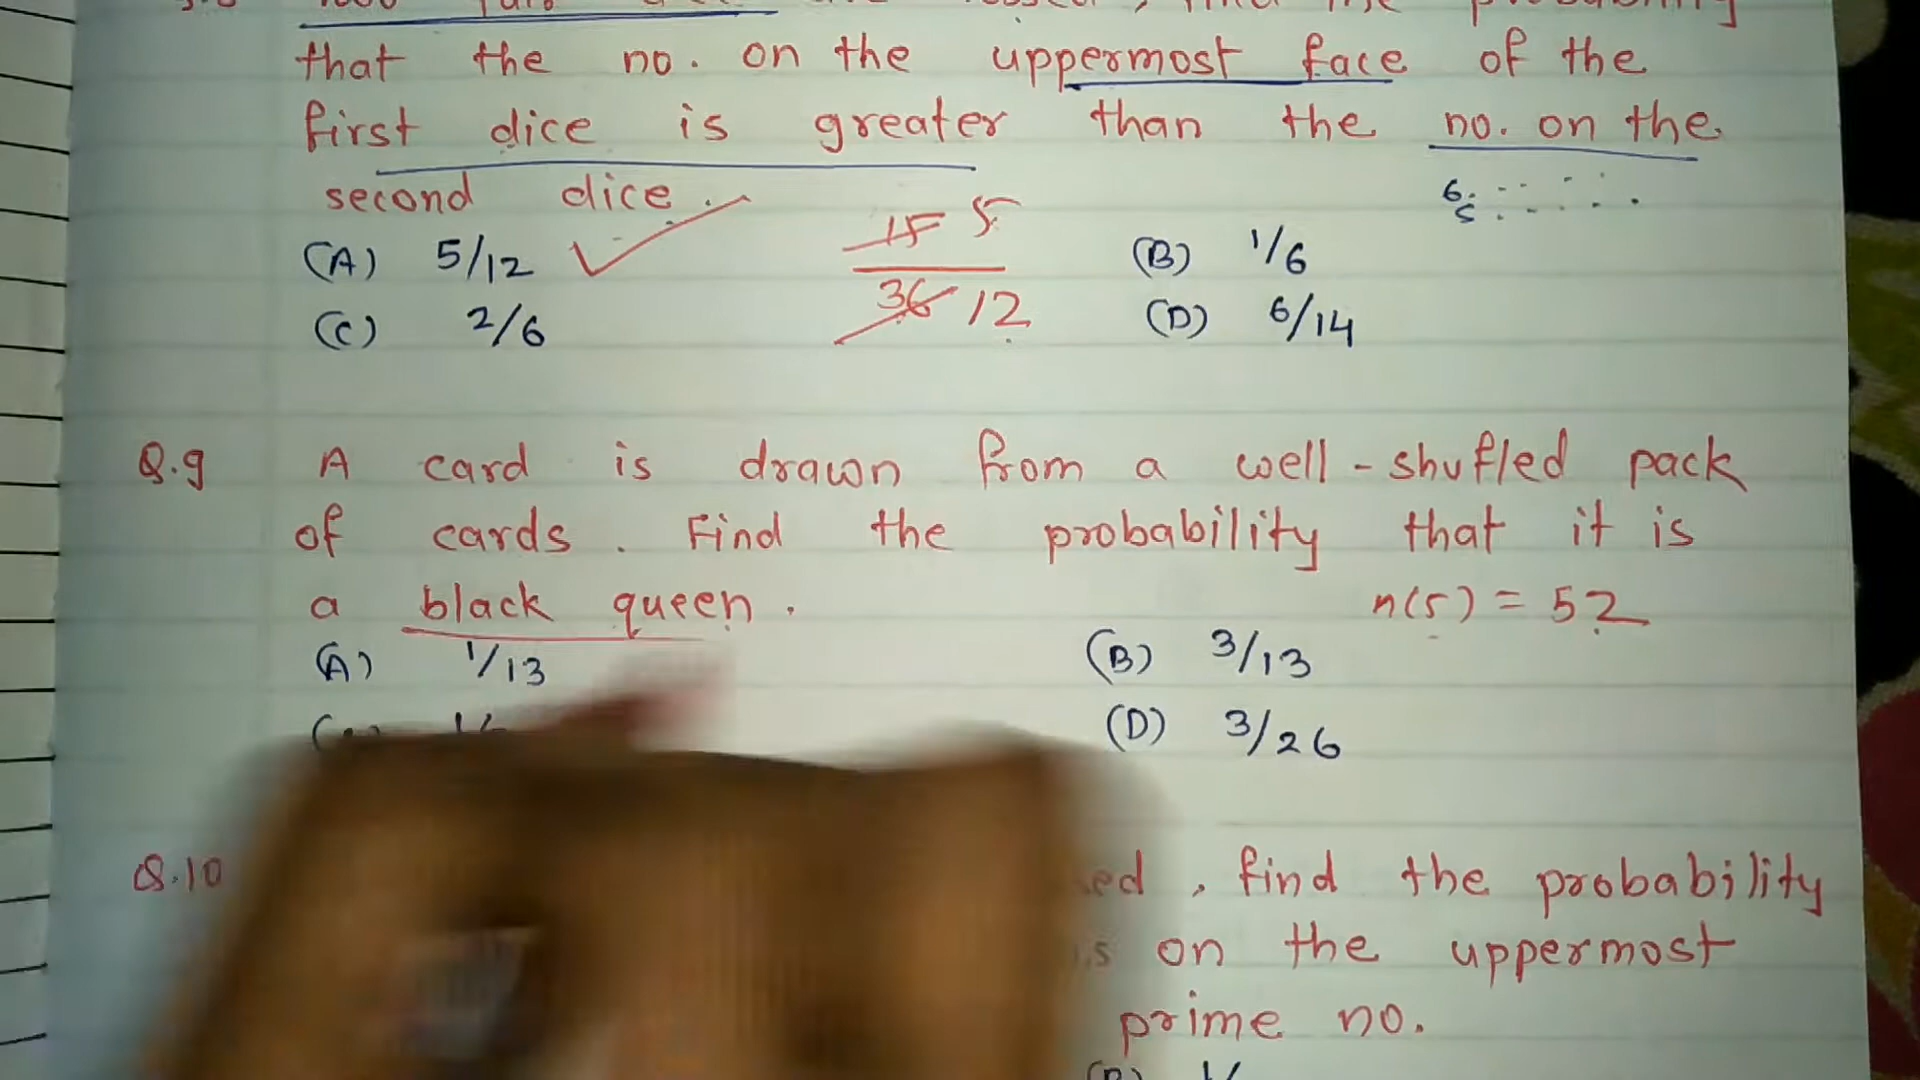 that the no. on the uppermost face of the
first dice is greater than the no. on the
second dice.
6
5
15 5
36 12
(A) 5/12 (B) 1/6
(C) 2/6 (D) 6/14
Q.9 A card is drawn from a well-shufled pack
of cards. Find the probability that it is
a black queen. n(s) = 52
(A) 1/13 (B) 3/13
(D) 3/26
Q.10 find the probability
on the uppermost
prime no.